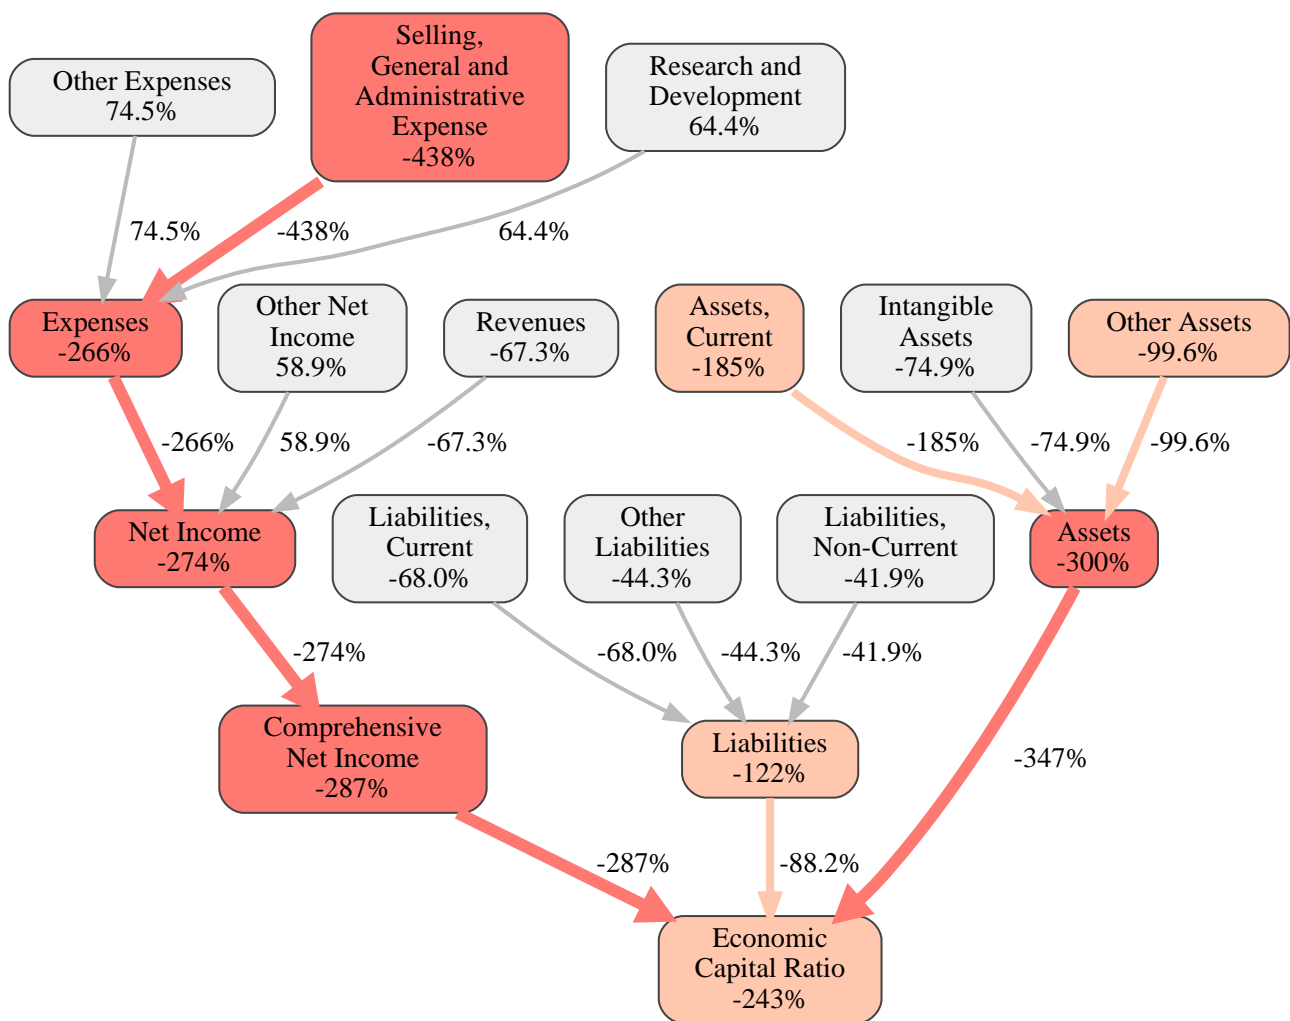 Other Expenses
74.5%
Selling,
General and
Administrative
Expense
-438%
Research and
Development
64.4%
74.5%
-438%
64.4%
Expenses
-266%
Other Net
Income
58.9%
Revenues
-67.3%
Assets,
Current
-185%
Intangible
Assets
-74.9%
Other Assets
-99.6%
-266%
58.9%
-67.3%
-185%
-74.9%
-99.6%
Net Income
-274%
Liabilities,
Current
-68.0%
Other
Liabilities
-44.3%
Liabilities,
Non-Current
-41.9%
Assets
-300%
-274%
-68.0%
-44.3%
-41.9%
Comprehensive
Net Income
-287%
Liabilities
-122%
-347%
-287%
-88.2%
Economic
Capital Ratio
-243%